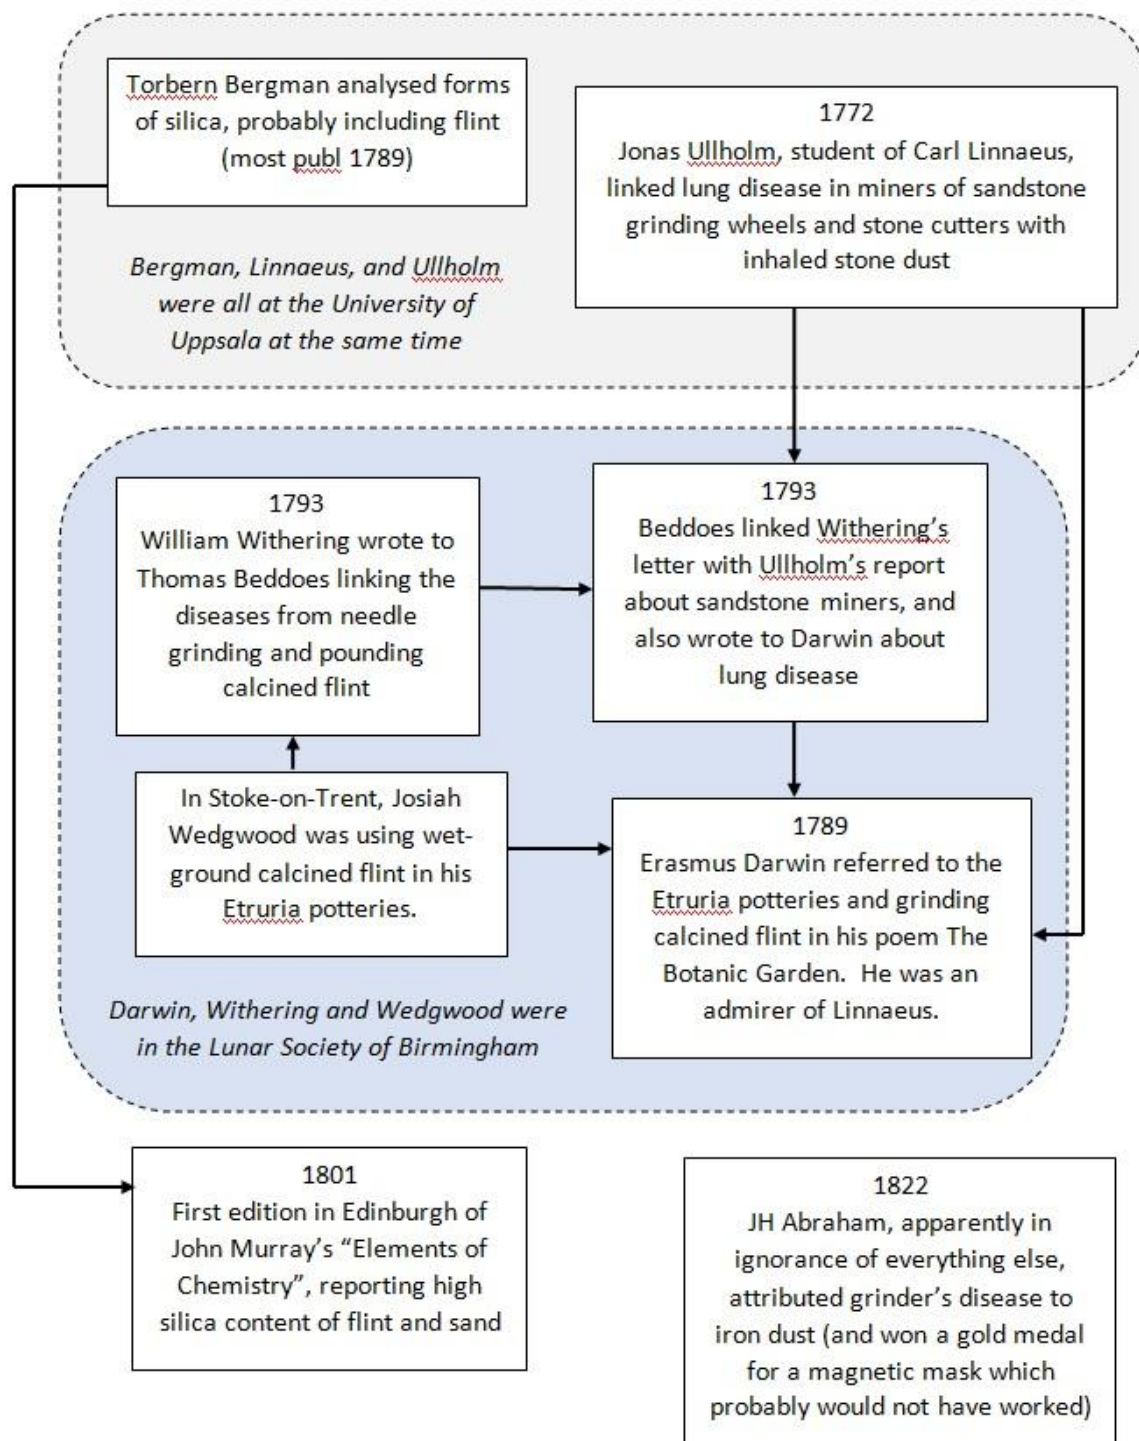 Torbern Bergman analysed forms
of silica, probably including flint
(most publ 1789)
1772
Jonas Ullholm, student of Carl Linnaeus,
linked lung disease in miners of sandstone
grinding wheels and stone cutters with
inhaled stone dust
Bergman, Linnaeus, and Ullholm
were all at the University of
Uppsala at the same time
1793
William Withering wrote to
Thomas Beddoes linking the
diseases from needle
grinding and pounding
calcined flint
1793
Beddoes linked Withering's
letter with Ullholm's report
about sandstone miners, and
also wrote to Darwin about
lung disease
In Stoke-on-Trent, Josiah
Wedgwood was using wet-
ground calcined flint in his
Etruria potteries.
1789
Erasmus Darwin referred to the
Etruria potteries and grinding
calcined flint in his poem The
Botanic Garden. He was an
admirer of Linnaeus.
Darwin, Withering and Wedgwood were
in the Lunar Society of Birmingham
1801
First edition in Edinburgh of
John Murray's “Elements of
Chemistry”, reporting high
silica content of flint and sand
1822
JH Abraham, apparently in
ignorance of everything else,
attributed grinder's disease to
iron dust (and won a gold medal
for a magnetic mask which
probably would not have worked)